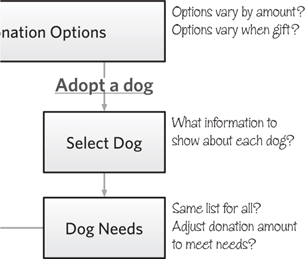 Options vary by amount?
nation Options
Options vary when gift?
Adopt a dog
What information to
show about each dog?
Select Dog
Same list for all?
Dog Needs
Adjust donation amount
to meet needs?